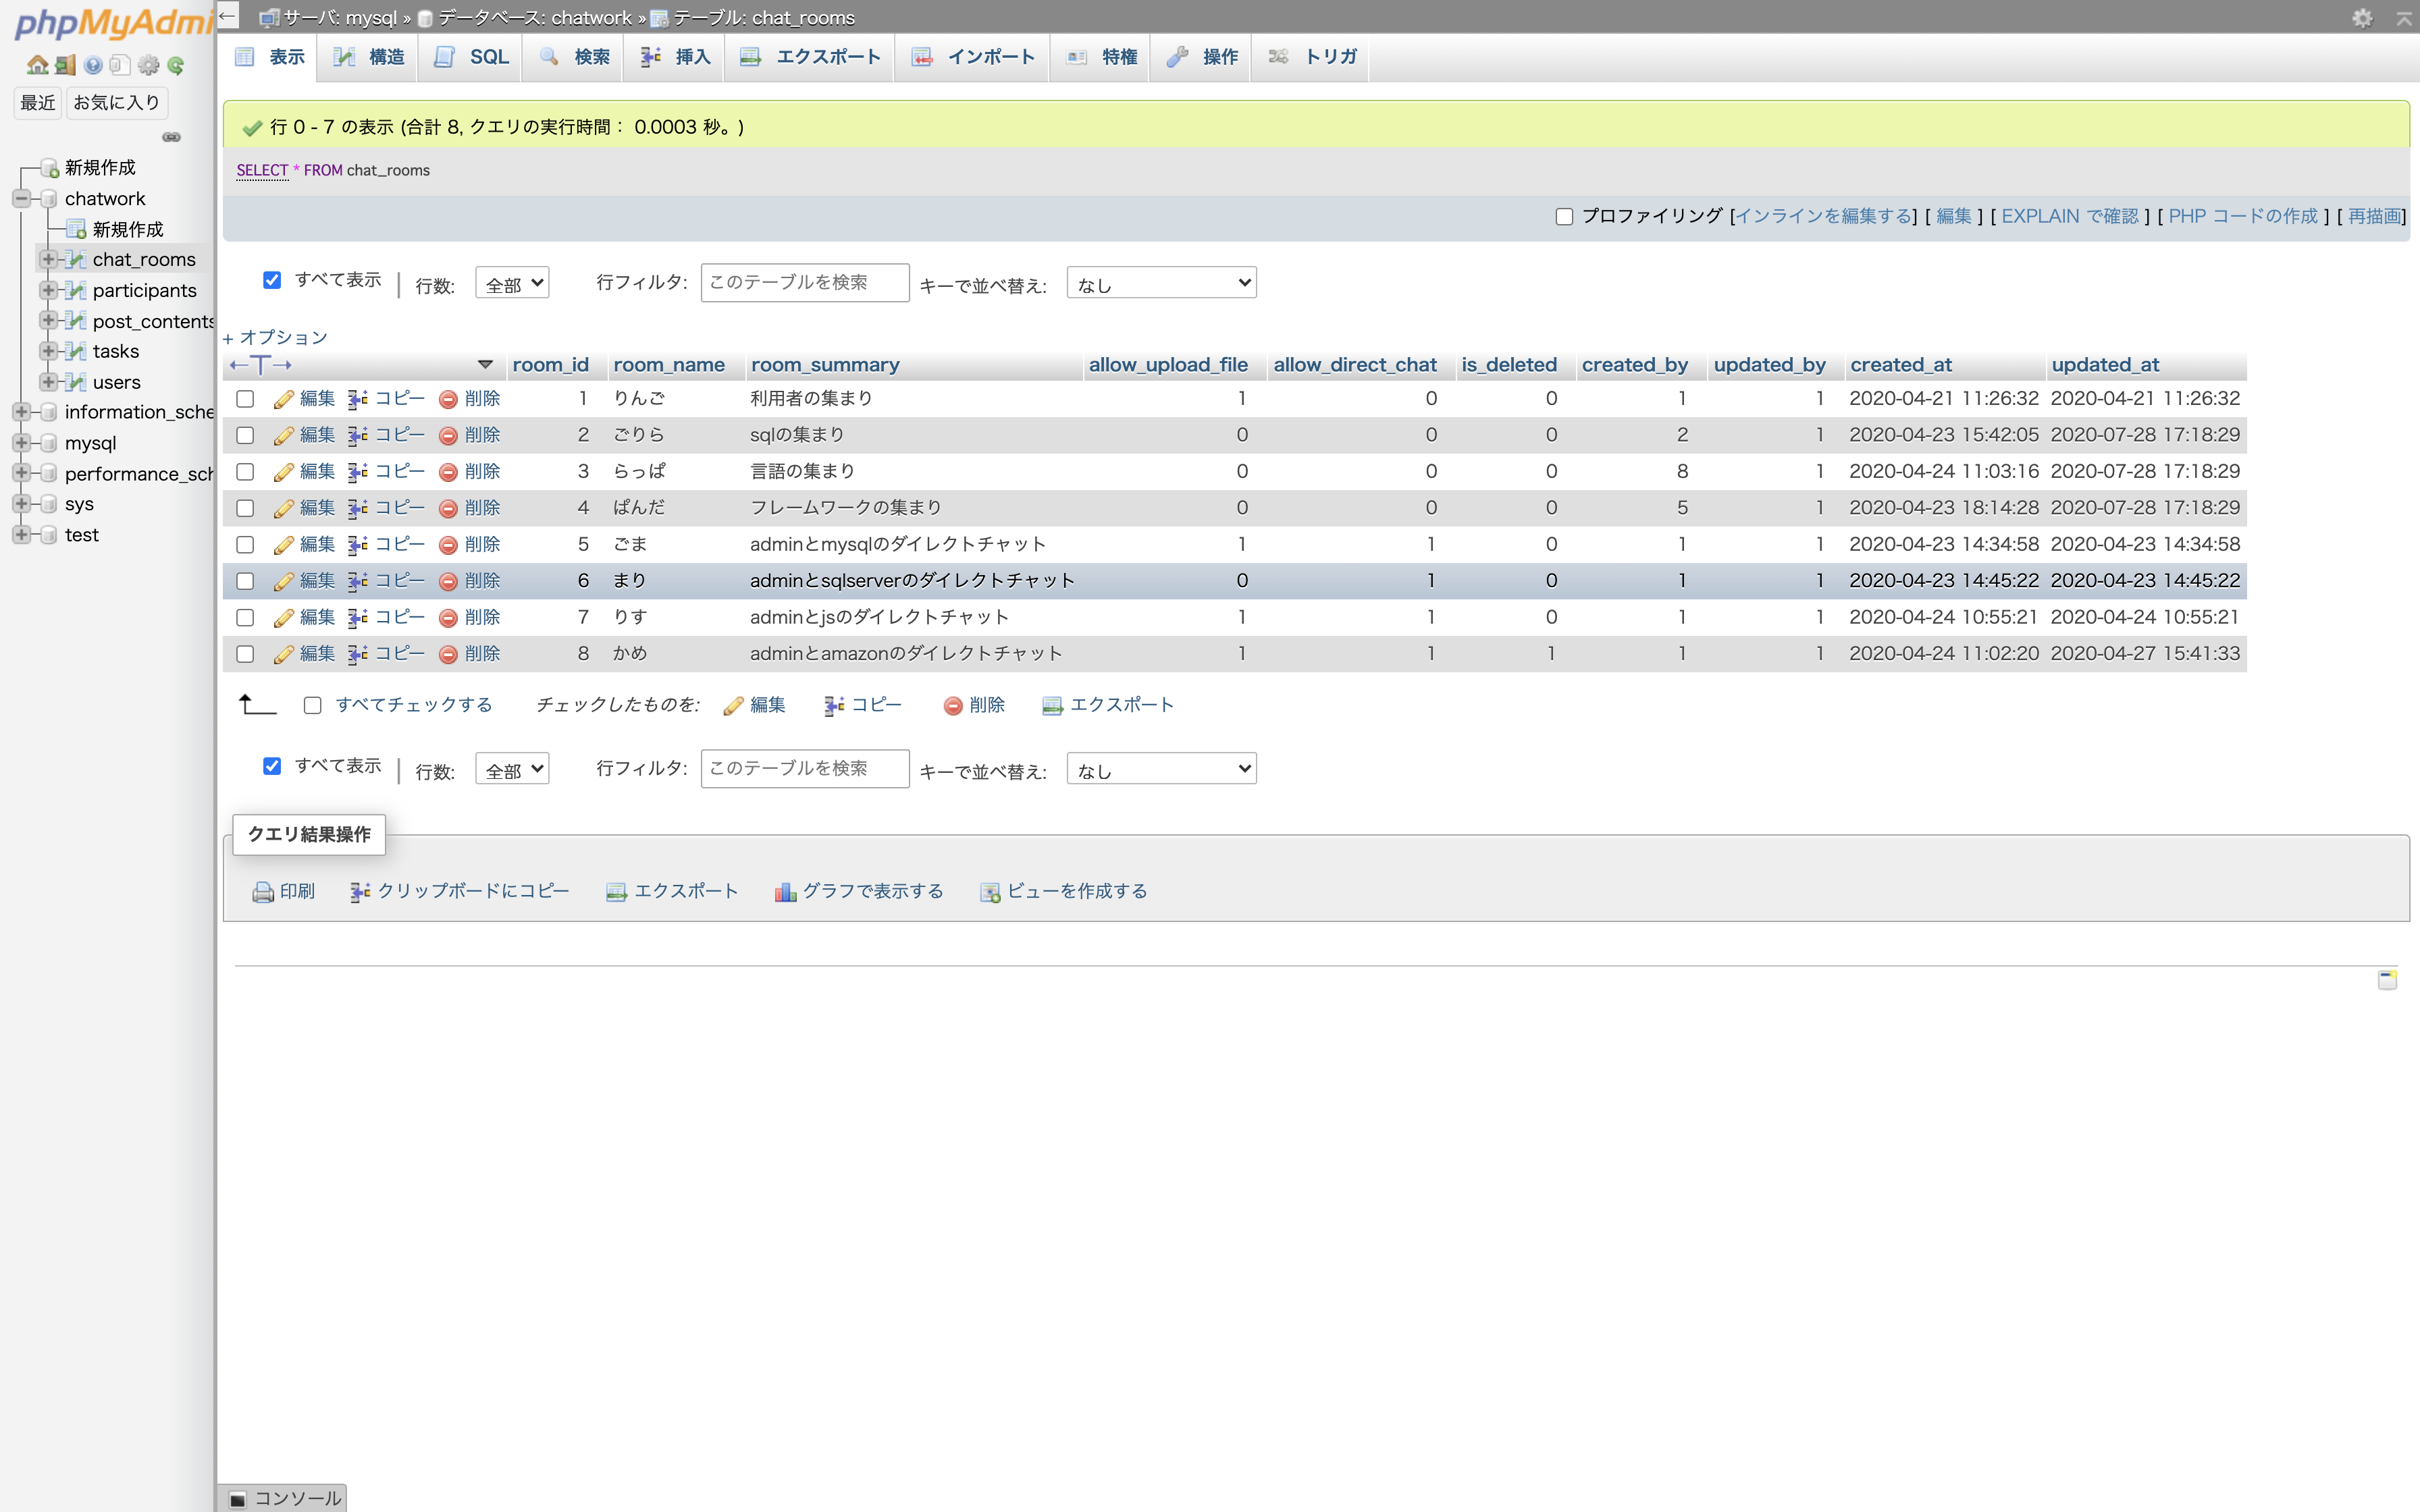 phpMyAdmi
最近 お気に入り
新規作成
chatwork
新規作成
chat_rooms
participants
post_contents
tasks
users
information_sche
mysql
performance_sch
sys
test
サーバ: mysql » データベース: chatwork » テーブル: chat_rooms
表示 構造 SQL 検索 挿入 エクスポート インポート 特権 操作 トリガ
行 0 - 7 の表示 (合計 8, クエリの実行時間： 0.0003 秒。)
SELECT * FROM chat_rooms
プロファイリング [インラインを編集する] [ 編集 ] [ EXPLAIN で確認 ] [ PHP コードの作成 ] [ 再描画]
すべて表示 | 行数: 全部 行フィルタ: このテーブルを検索 キーで並べ替え: なし
+ オプション
←T→ room_id room_name room_summary allow_upload_file allow_direct_chat is_deleted created_by updated_by created_at updated_at
編集 コピー 削除 1 りんご 利用者の集まり 1 0 0 1 1 2020-04-21 11:26:32 2020-04-21 11:26:32
編集 コピー 削除 2 ごりら sqlの集まり 0 0 0 2 1 2020-04-23 15:42:05 2020-07-28 17:18:29
編集 コピー 削除 3 らっぱ 言語の集まり 0 0 0 8 1 2020-04-24 11:03:16 2020-07-28 17:18:29
編集 コピー 削除 4 ぱんだ フレームワークの集まり 0 0 0 5 1 2020-04-23 18:14:28 2020-07-28 17:18:29
編集 コピー 削除 5 ごま adminとmysqlのダイレクトチャット 1 1 0 1 1 2020-04-23 14:34:58 2020-04-23 14:34:58
編集 コピー 削除 6 まり adminとsqlserverのダイレクトチャット 0 1 0 1 1 2020-04-23 14:45:22 2020-04-23 14:45:22
編集 コピー 削除 7 りす adminとjsのダイレクトチャット 1 1 0 1 1 2020-04-24 10:55:21 2020-04-24 10:55:21
編集 コピー 削除 8 かめ adminとamazonのダイレクトチャット 1 1 1 1 1 2020-04-24 11:02:20 2020-04-27 15:41:33
すべてチェックする チェックしたものを: 編集 コピー 削除 エクスポート
すべて表示 | 行数: 全部 行フィルタ: このテーブルを検索 キーで並べ替え: なし
クエリ結果操作
印刷 クリップボードにコピー エクスポート グラフで表示する ビューを作成する
コンソール